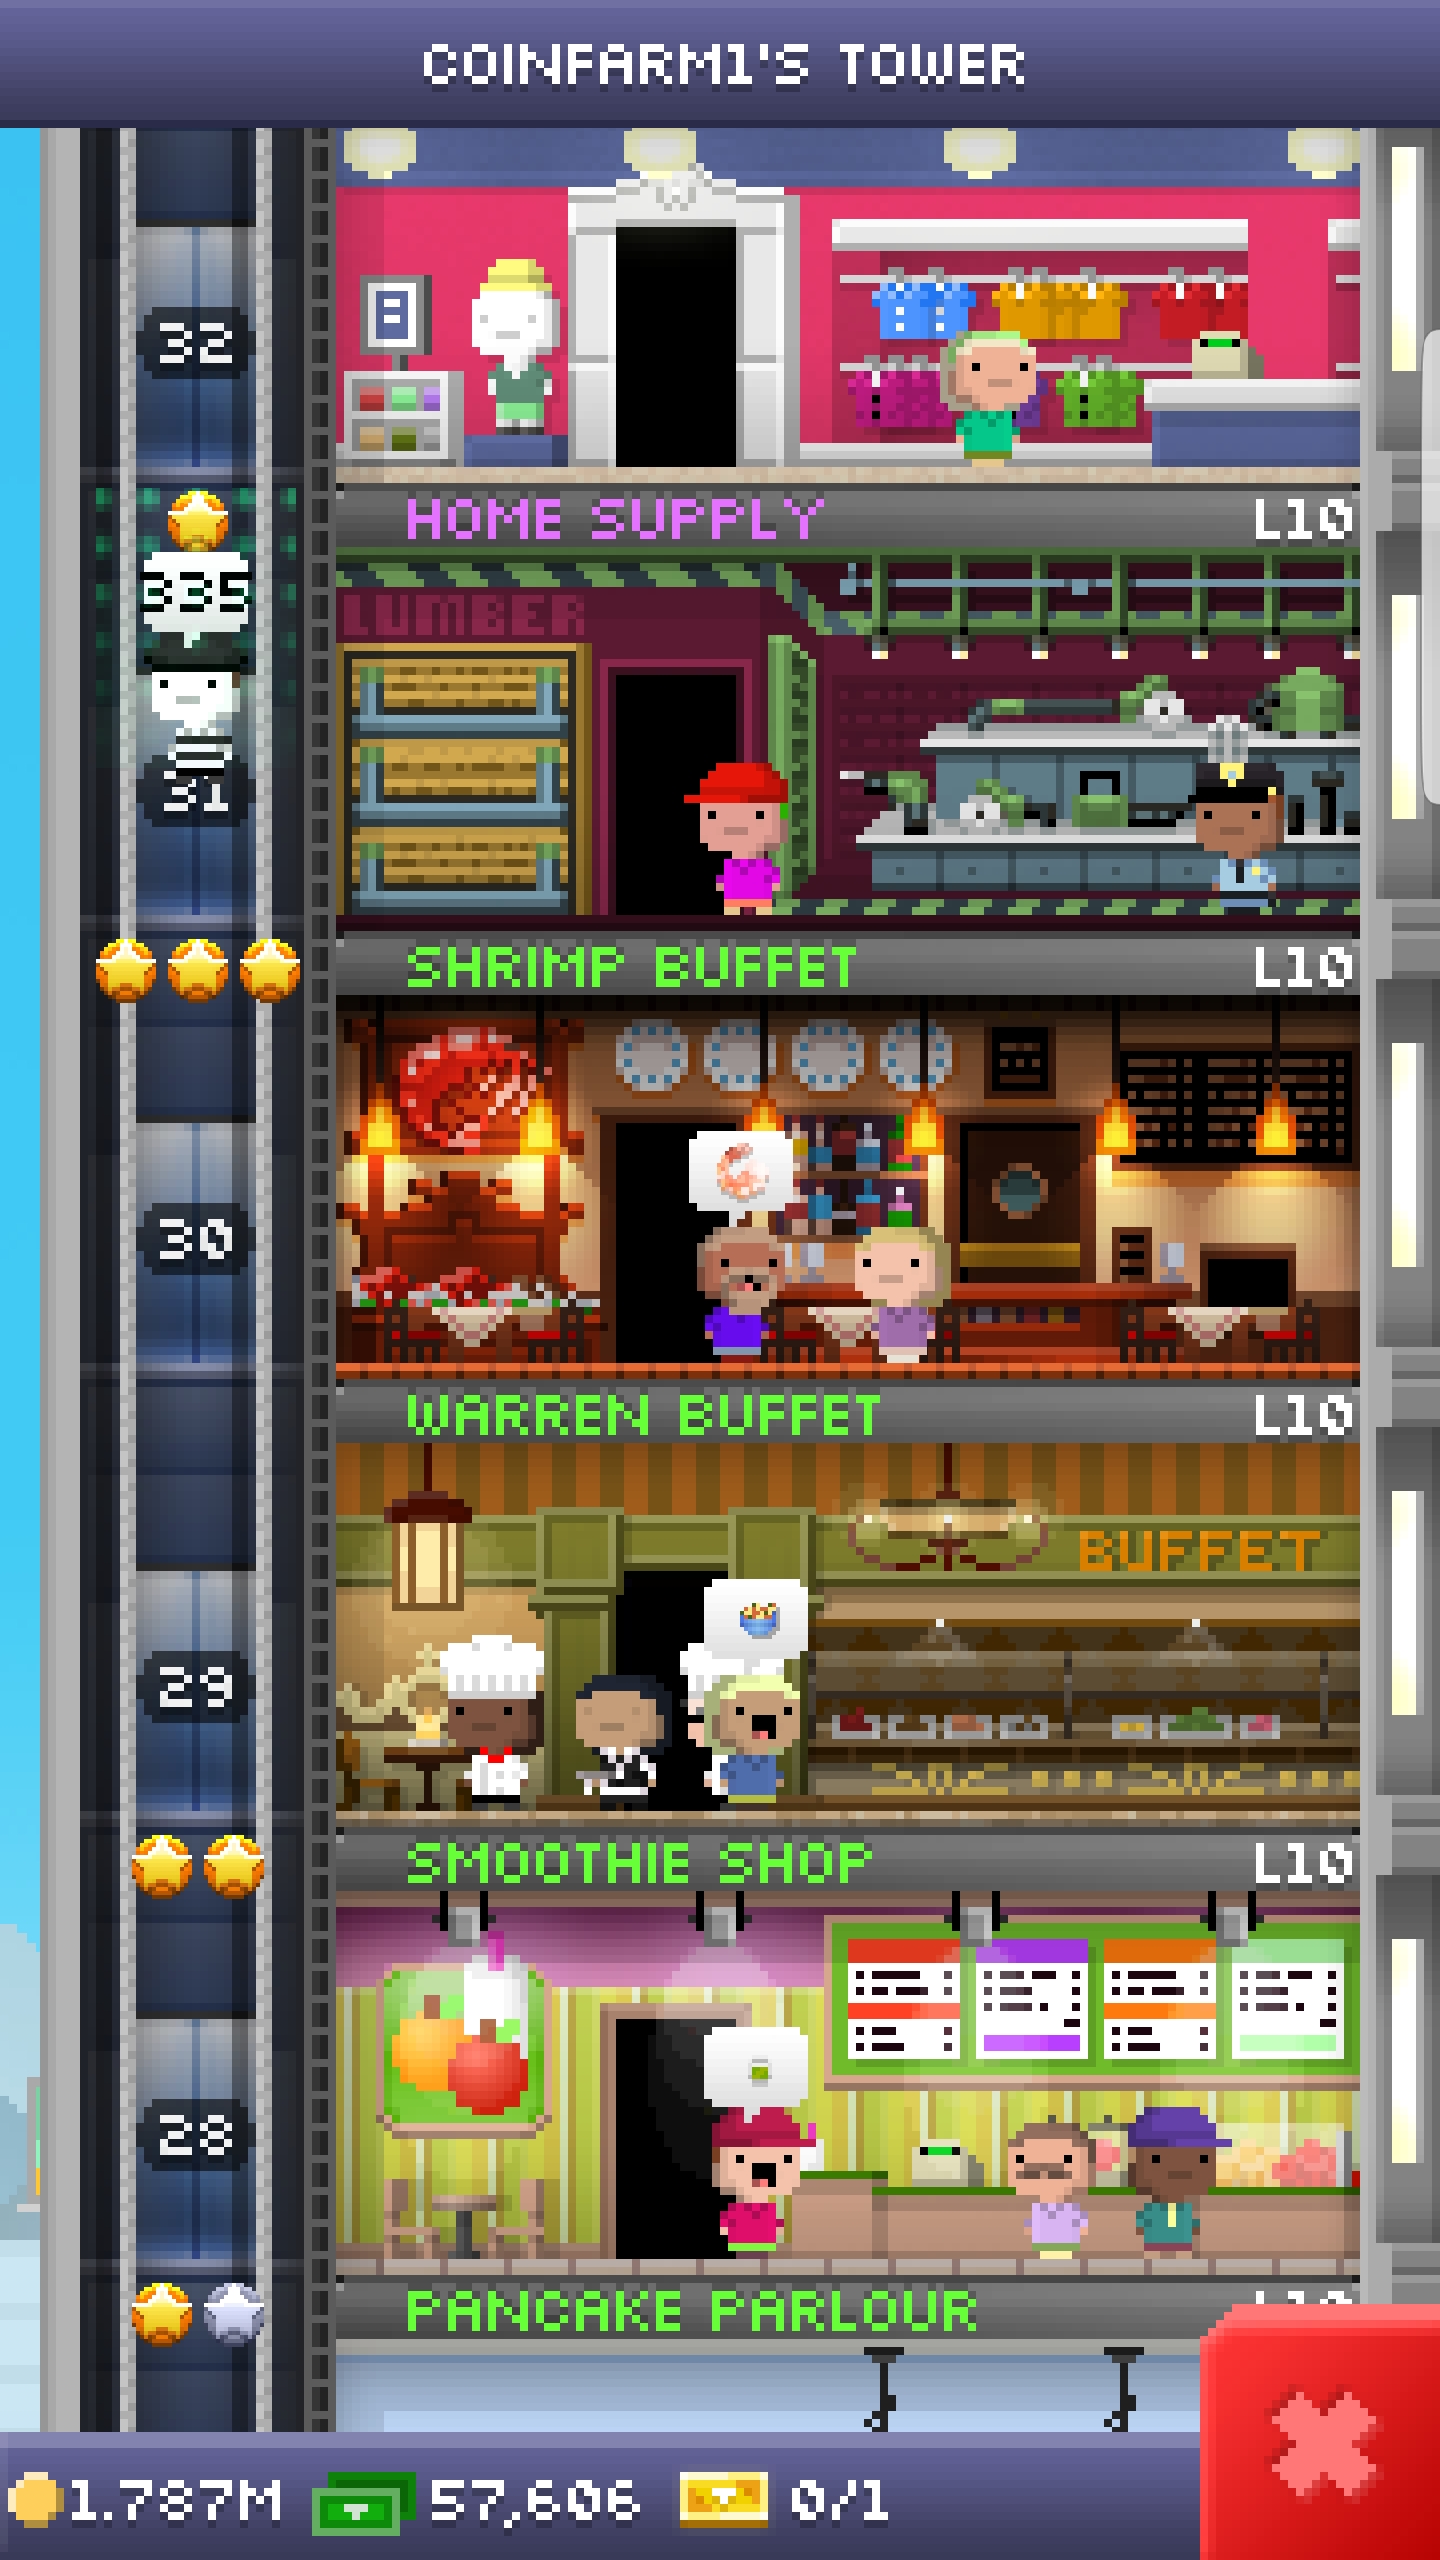 COINFARM1'S TOWER
32
HOME SUPPLY L10
335
LUMBER
31
SHRIMP BUFFET L10
30
WARREN BUFFET L10
BUFFET
29
SMOOTHIE SHOP L10
28
PANCAKE PARLOUR L10
1.787M 57,606 0/1